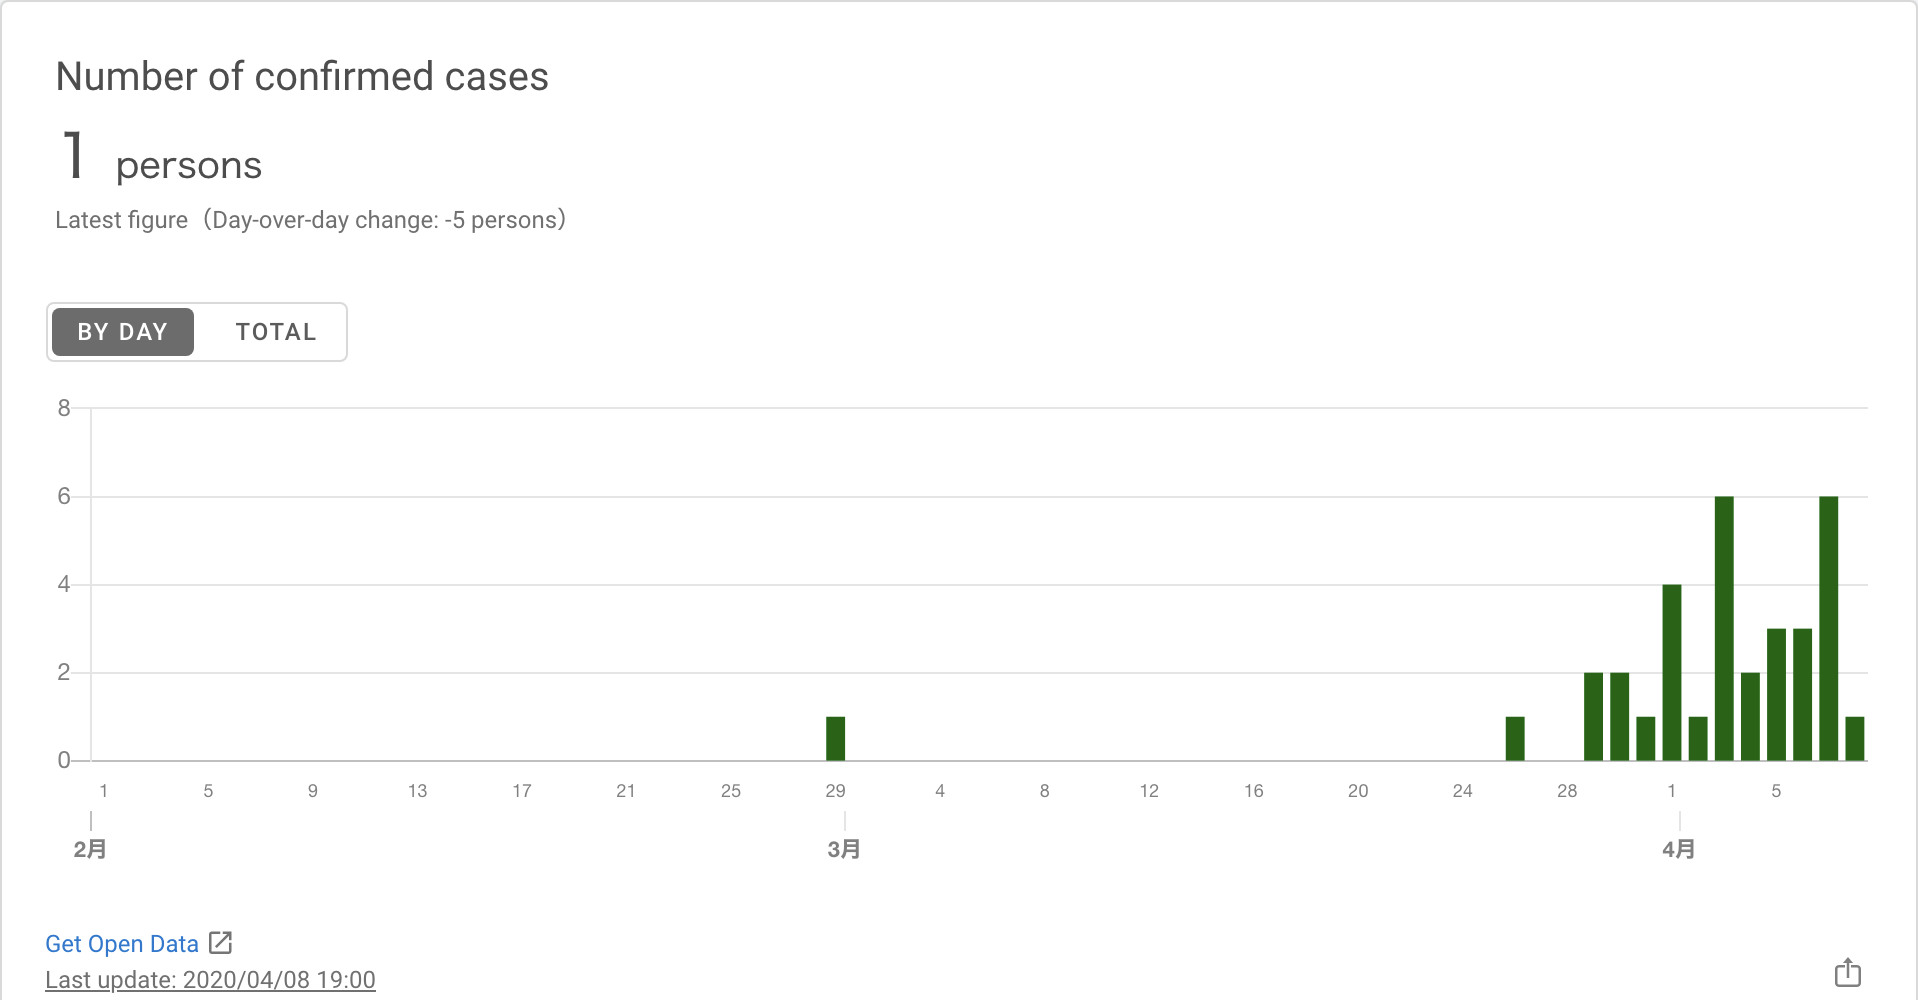 Number of confirmed cases
1 persons
Latest figure（Day-over-day change: -5 persons）
BY DAY TOTAL
8
6
4
2
0
1 5 9 13 17 21 25 29 4 8 12 16 20 24 28 1 5
2月 3月 4月
Get Open Data
Last update: 2020/04/08 19:00